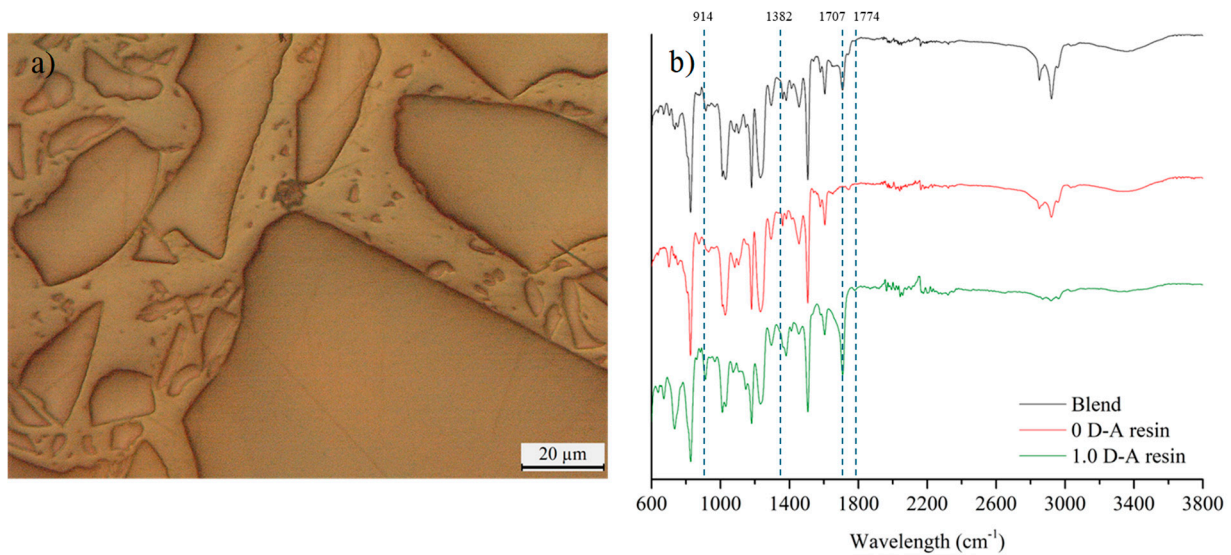 a)
20 μm
914 1382 1707 1774
b)
Blend
0 D-A resin
1.0 D-A resin
600 1000 1400 1800 2200 2600 3000 3400 3800
Wavelength (cm⁻¹)